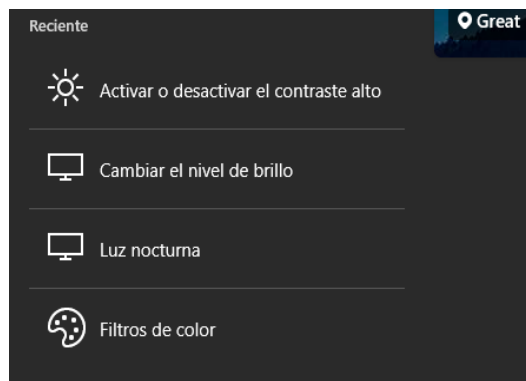 Reciente
Great
Activar o desactivar el contraste alto
Cambiar el nivel de brillo
Luz nocturna
Filtros de color